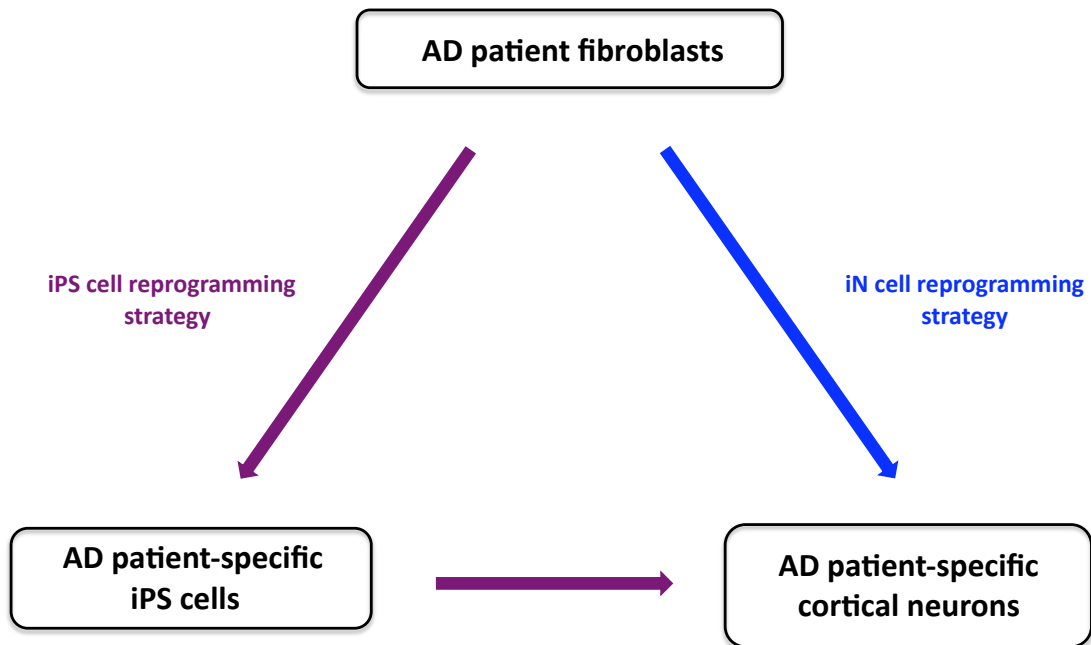 AD patient fibroblasts
iPS cell reprogramming
strategy
iN cell reprogramming
strategy
AD patient-specific
iPS cells
AD patient-specific
cortical neurons